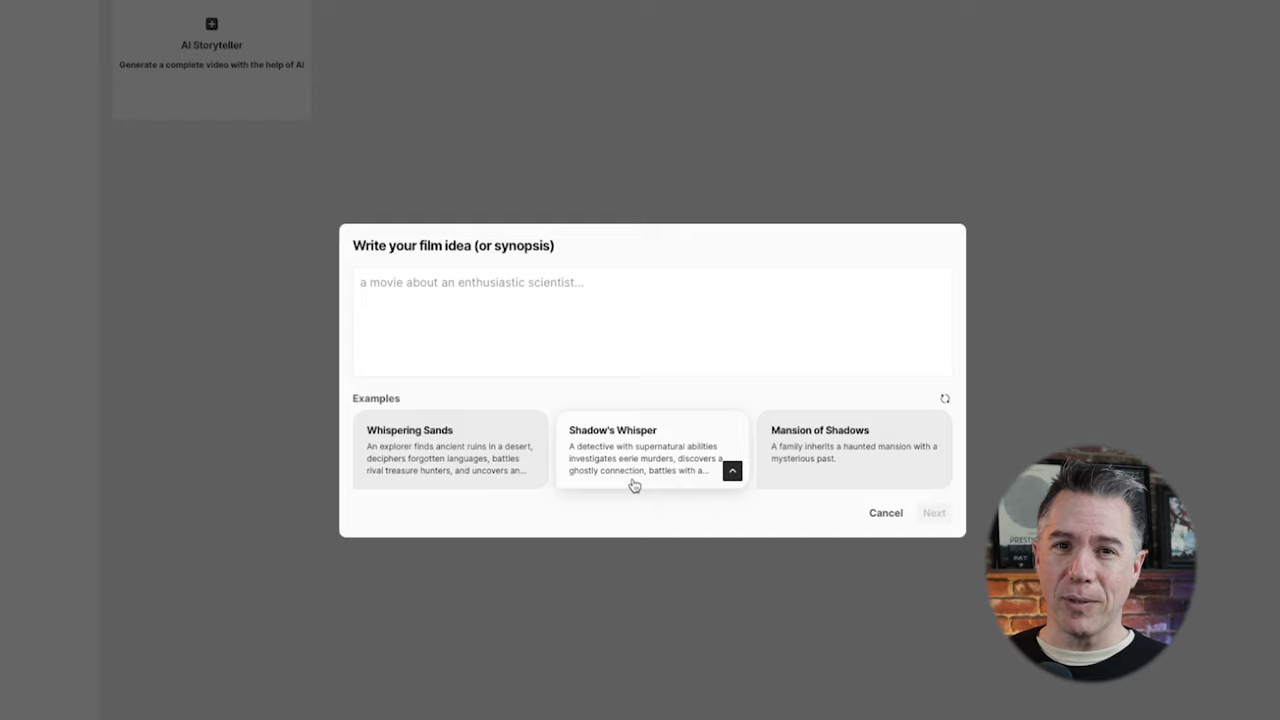 AI Storyteller
Generate a complete video with the help of AI
Write your film idea (or synopsis)
a movie about an enthusiastic scientist...
Examples
Whispering Sands
An explorer finds ancient ruins in a desert,
deciphers forgotten languages, battles
rival treasure hunters, and uncovers an...
Shadow's Whisper
A detective with supernatural abilities
investigates eerie murders, discovers a
ghostly connection, battles with a...
Mansion of Shadows
A family inherits a haunted mansion with a
mysterious past.
Cancel
Next